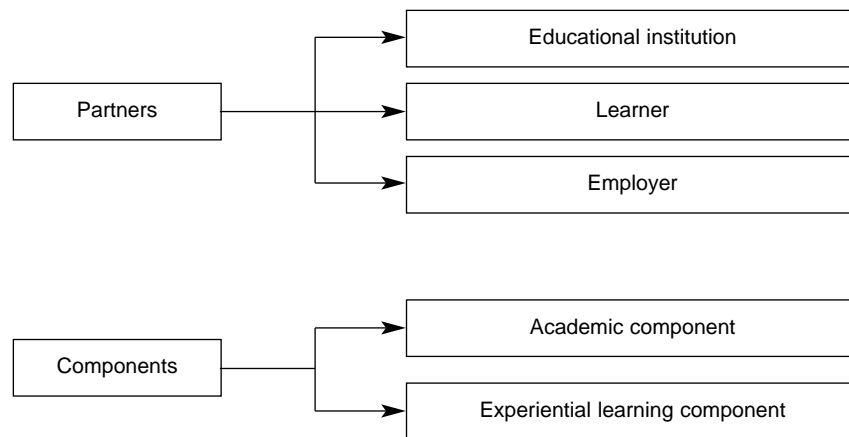 Partners
Educational institution
Learner
Employer
Components
Academic component
Experiential learning component